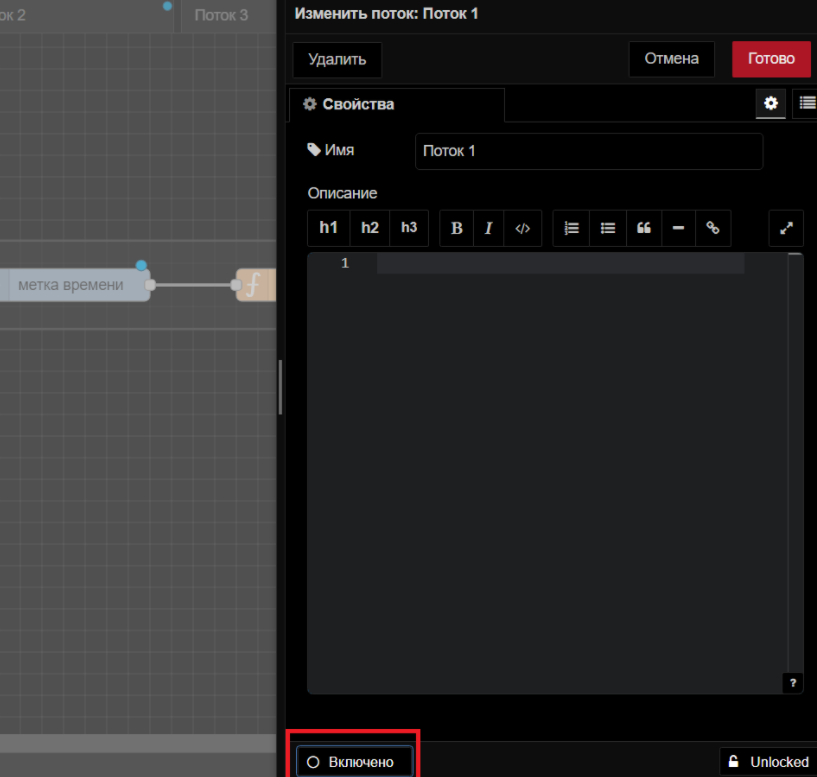 ок 2
Поток 3
Изменить поток: Поток 1
Удалить
Отмена
Готово
Свойства
Имя
Поток 1
Описание
h1 h2 h3 B I </>
1
метка времени
?
Включено
Unlocked